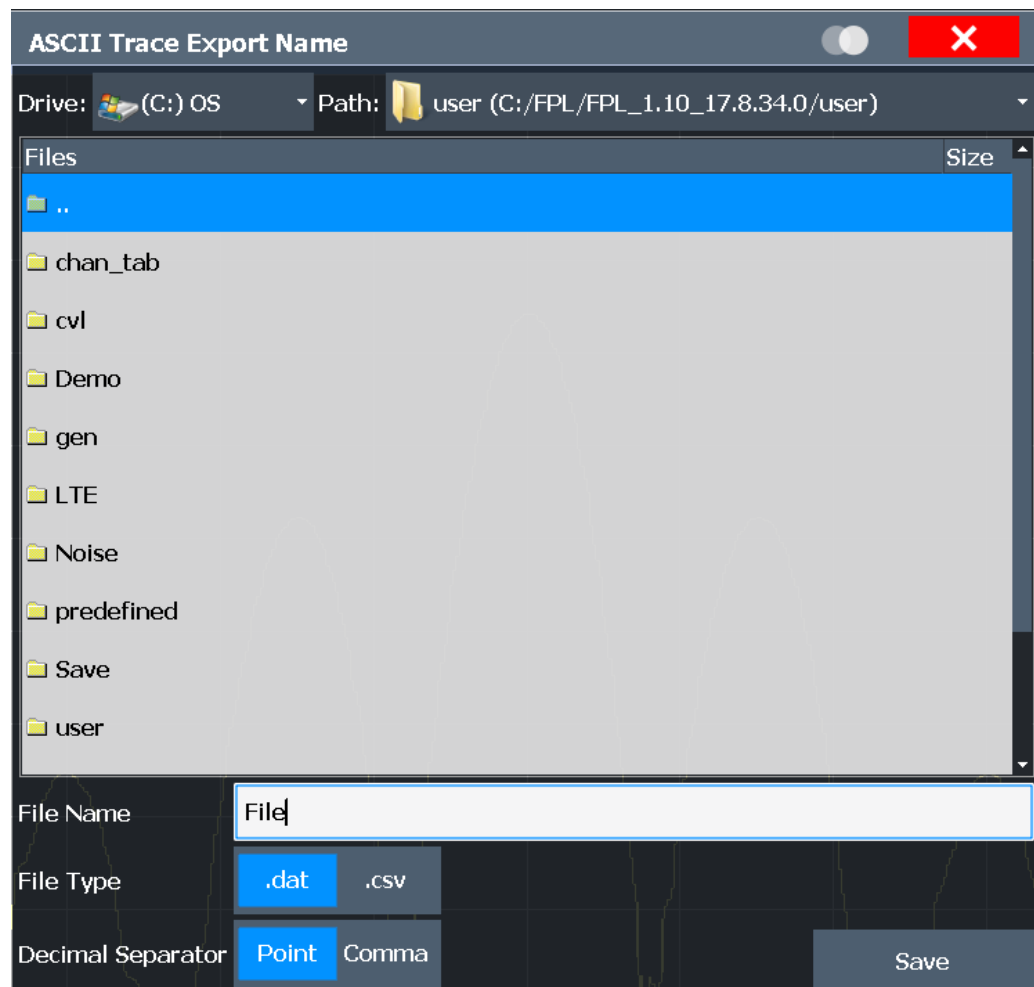 ASCII Trace Export Name
Drive: (C:) OS Path: user (C:/FPL/FPL_1.10_17.8.34.0/user)
Files Size
..
chan_tab
cvl
Demo
gen
LTE
Noise
predefined
Save
user
File Name File
File Type .dat .csv
Decimal Separator Point Comma
Save